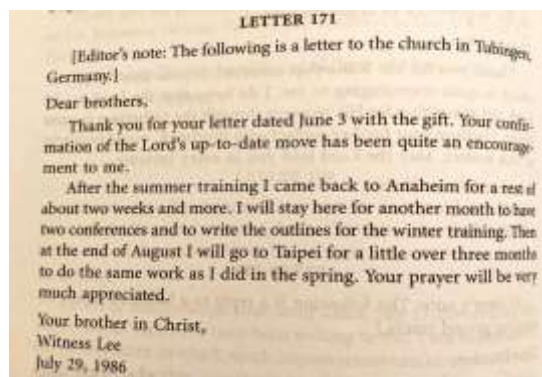 LETTER 171
[Editor's note: The following is a letter to the church in Tubingen,
Germany.]
Dear brothers,
Thank you for your letter dated June 3 with the gift. Your confir-
mation of the Lord's up-to-date move has been quite an encourage-
ment to me.
After the summer training I came back to Anaheim for a rest of
about two weeks and more. I will stay here for another month to have
two conferences and to write the outlines for the winter training. Then
at the end of August I will go to Taipei for a little over three months
to do the same work as I did in the spring. Your prayer will be very
much appreciated.
Your brother in Christ,
Witness Lee
July 29, 1986